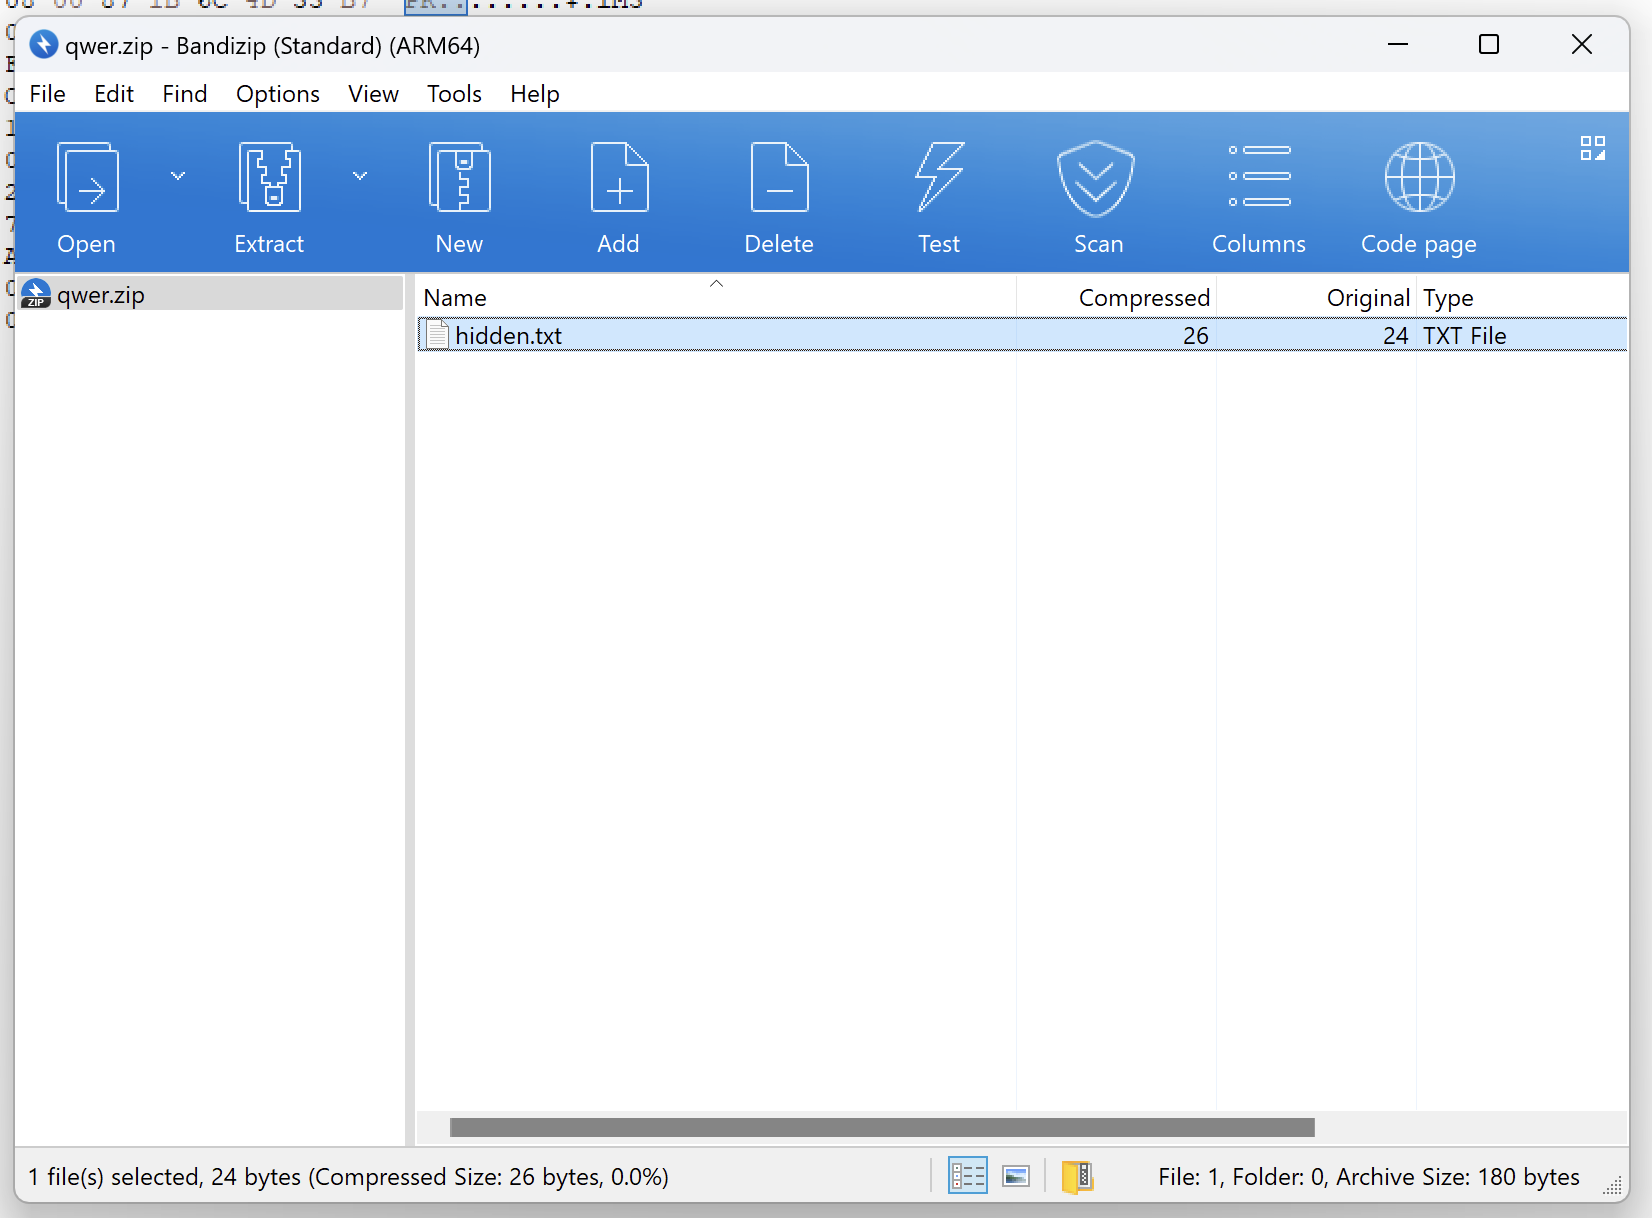 qwer.zip - Bandizip (Standard) (ARM64)
File Edit Find Options View Tools Help
Open Extract New Add Delete Test Scan Columns Code page
qwer.zip
Name Compressed Original Type
hidden.txt 26 24 TXT File
1 file(s) selected, 24 bytes (Compressed Size: 26 bytes, 0.0%)
File: 1, Folder: 0, Archive Size: 180 bytes